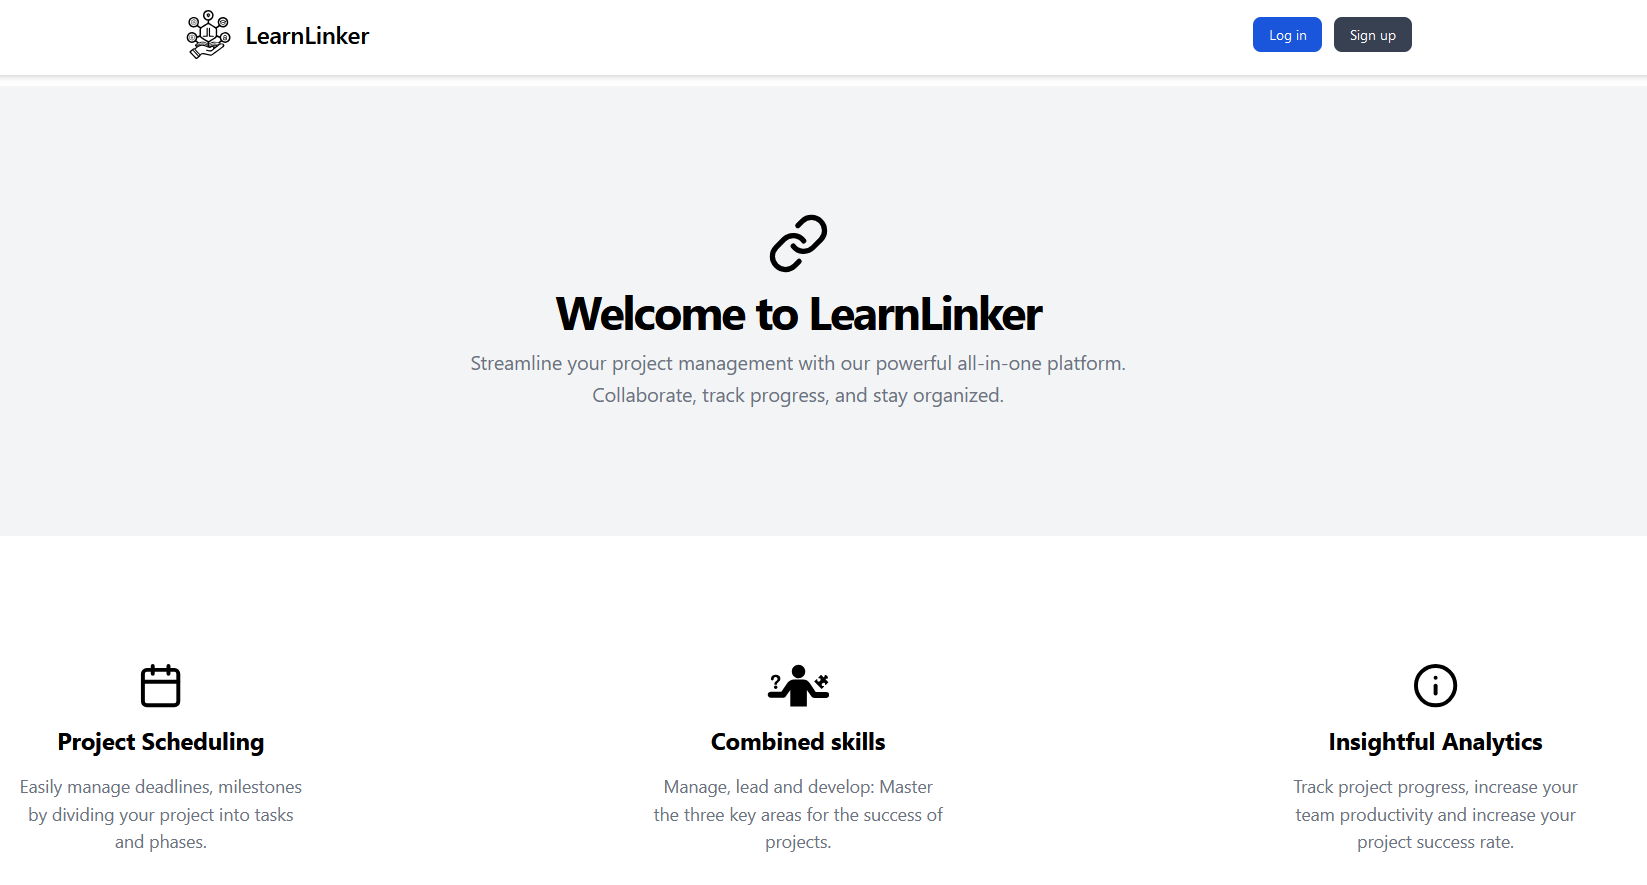 LearnLinker
Log in
Sign up
Welcome to LearnLinker
Streamline your project management with our powerful all-in-one platform.
Collaborate, track progress, and stay organized.
?
Project Scheduling
Easily manage deadlines, milestones
by dividing your project into tasks
and phases.
Combined skills
Manage, lead and develop: Master
the three key areas for the success of
projects.
Insightful Analytics
Track project progress, increase your
team productivity and increase your
project success rate.